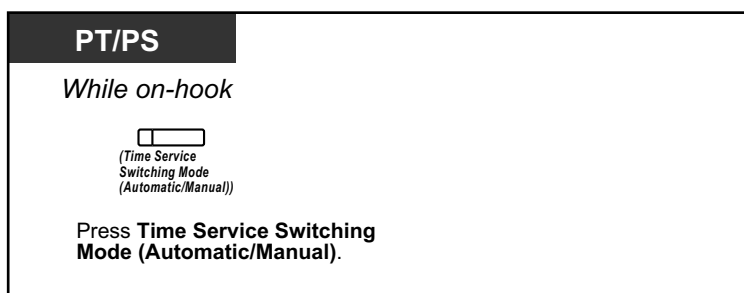 PT/PS
While on-hook
(Time Service
Switching Mode
(Automatic/Manual))
Press Time Service Switching
Mode (Automatic/Manual).